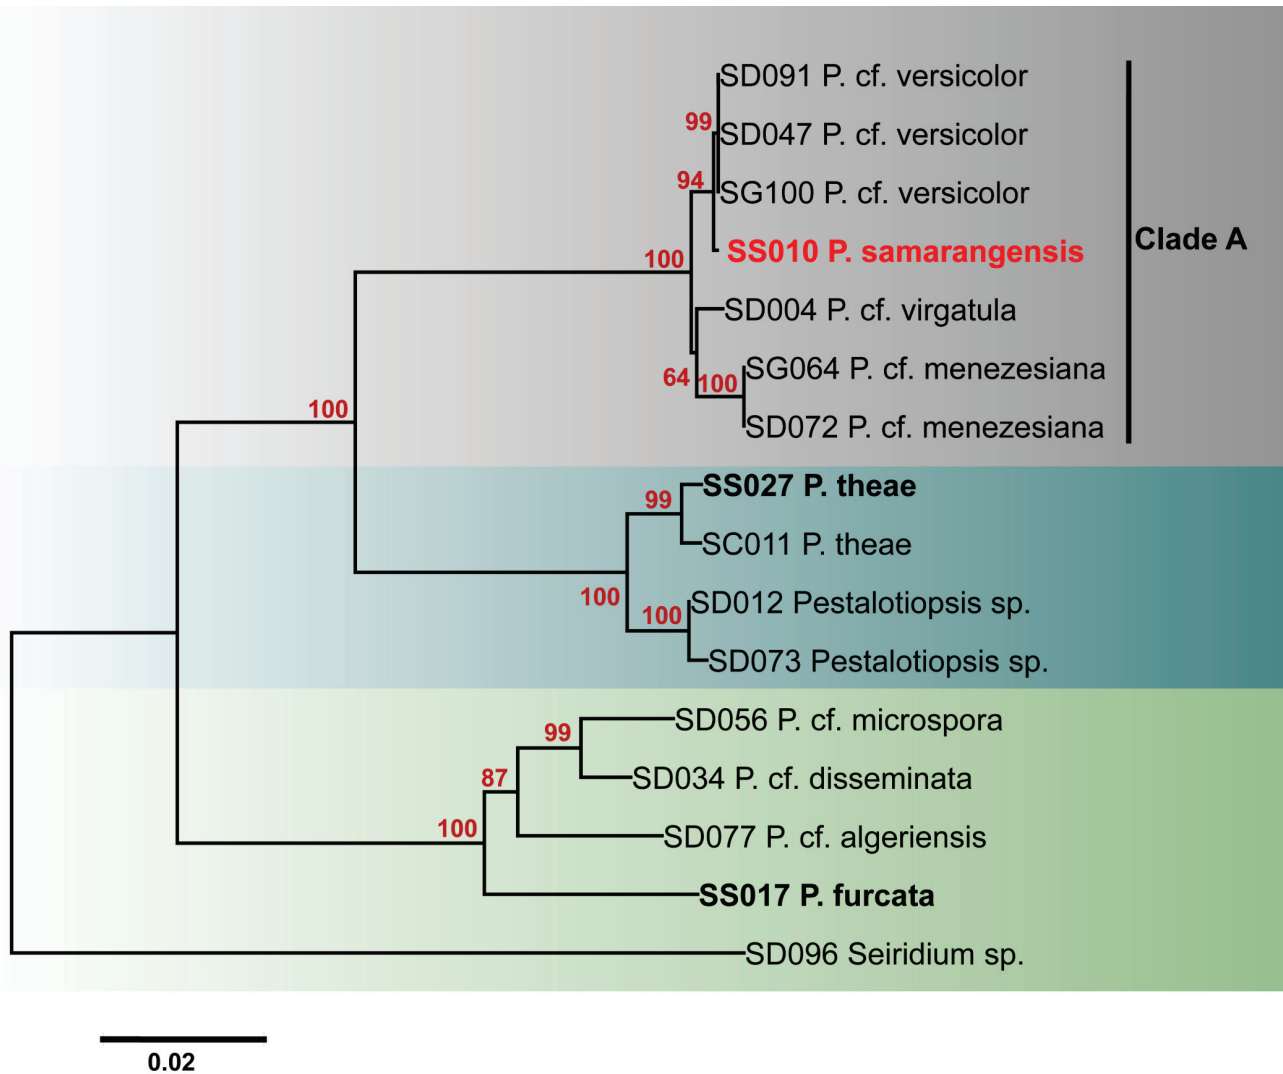 SD091 P. cf. versicolor
99
SD047 P. cf. versicolor
94
SG100 P. cf. versicolor
Clade A
SS010 P. samarangensis
100
SD004 P. cf. virgatula
SG064 P. cf. menezesiana
64
100
100
SD072 P. cf. menezesiana
SS027 P. theae
99
SC011 P. theae
100
SD012 Pestalotiopsis sp.
100
SD073 Pestalotiopsis sp.
SD056 P. cf. microspora
99
87
SD034 P. cf. disseminata
100
SD077 P. cf. algeriensis
SS017 P. furcata
SD096 Seiridium sp.
0.02